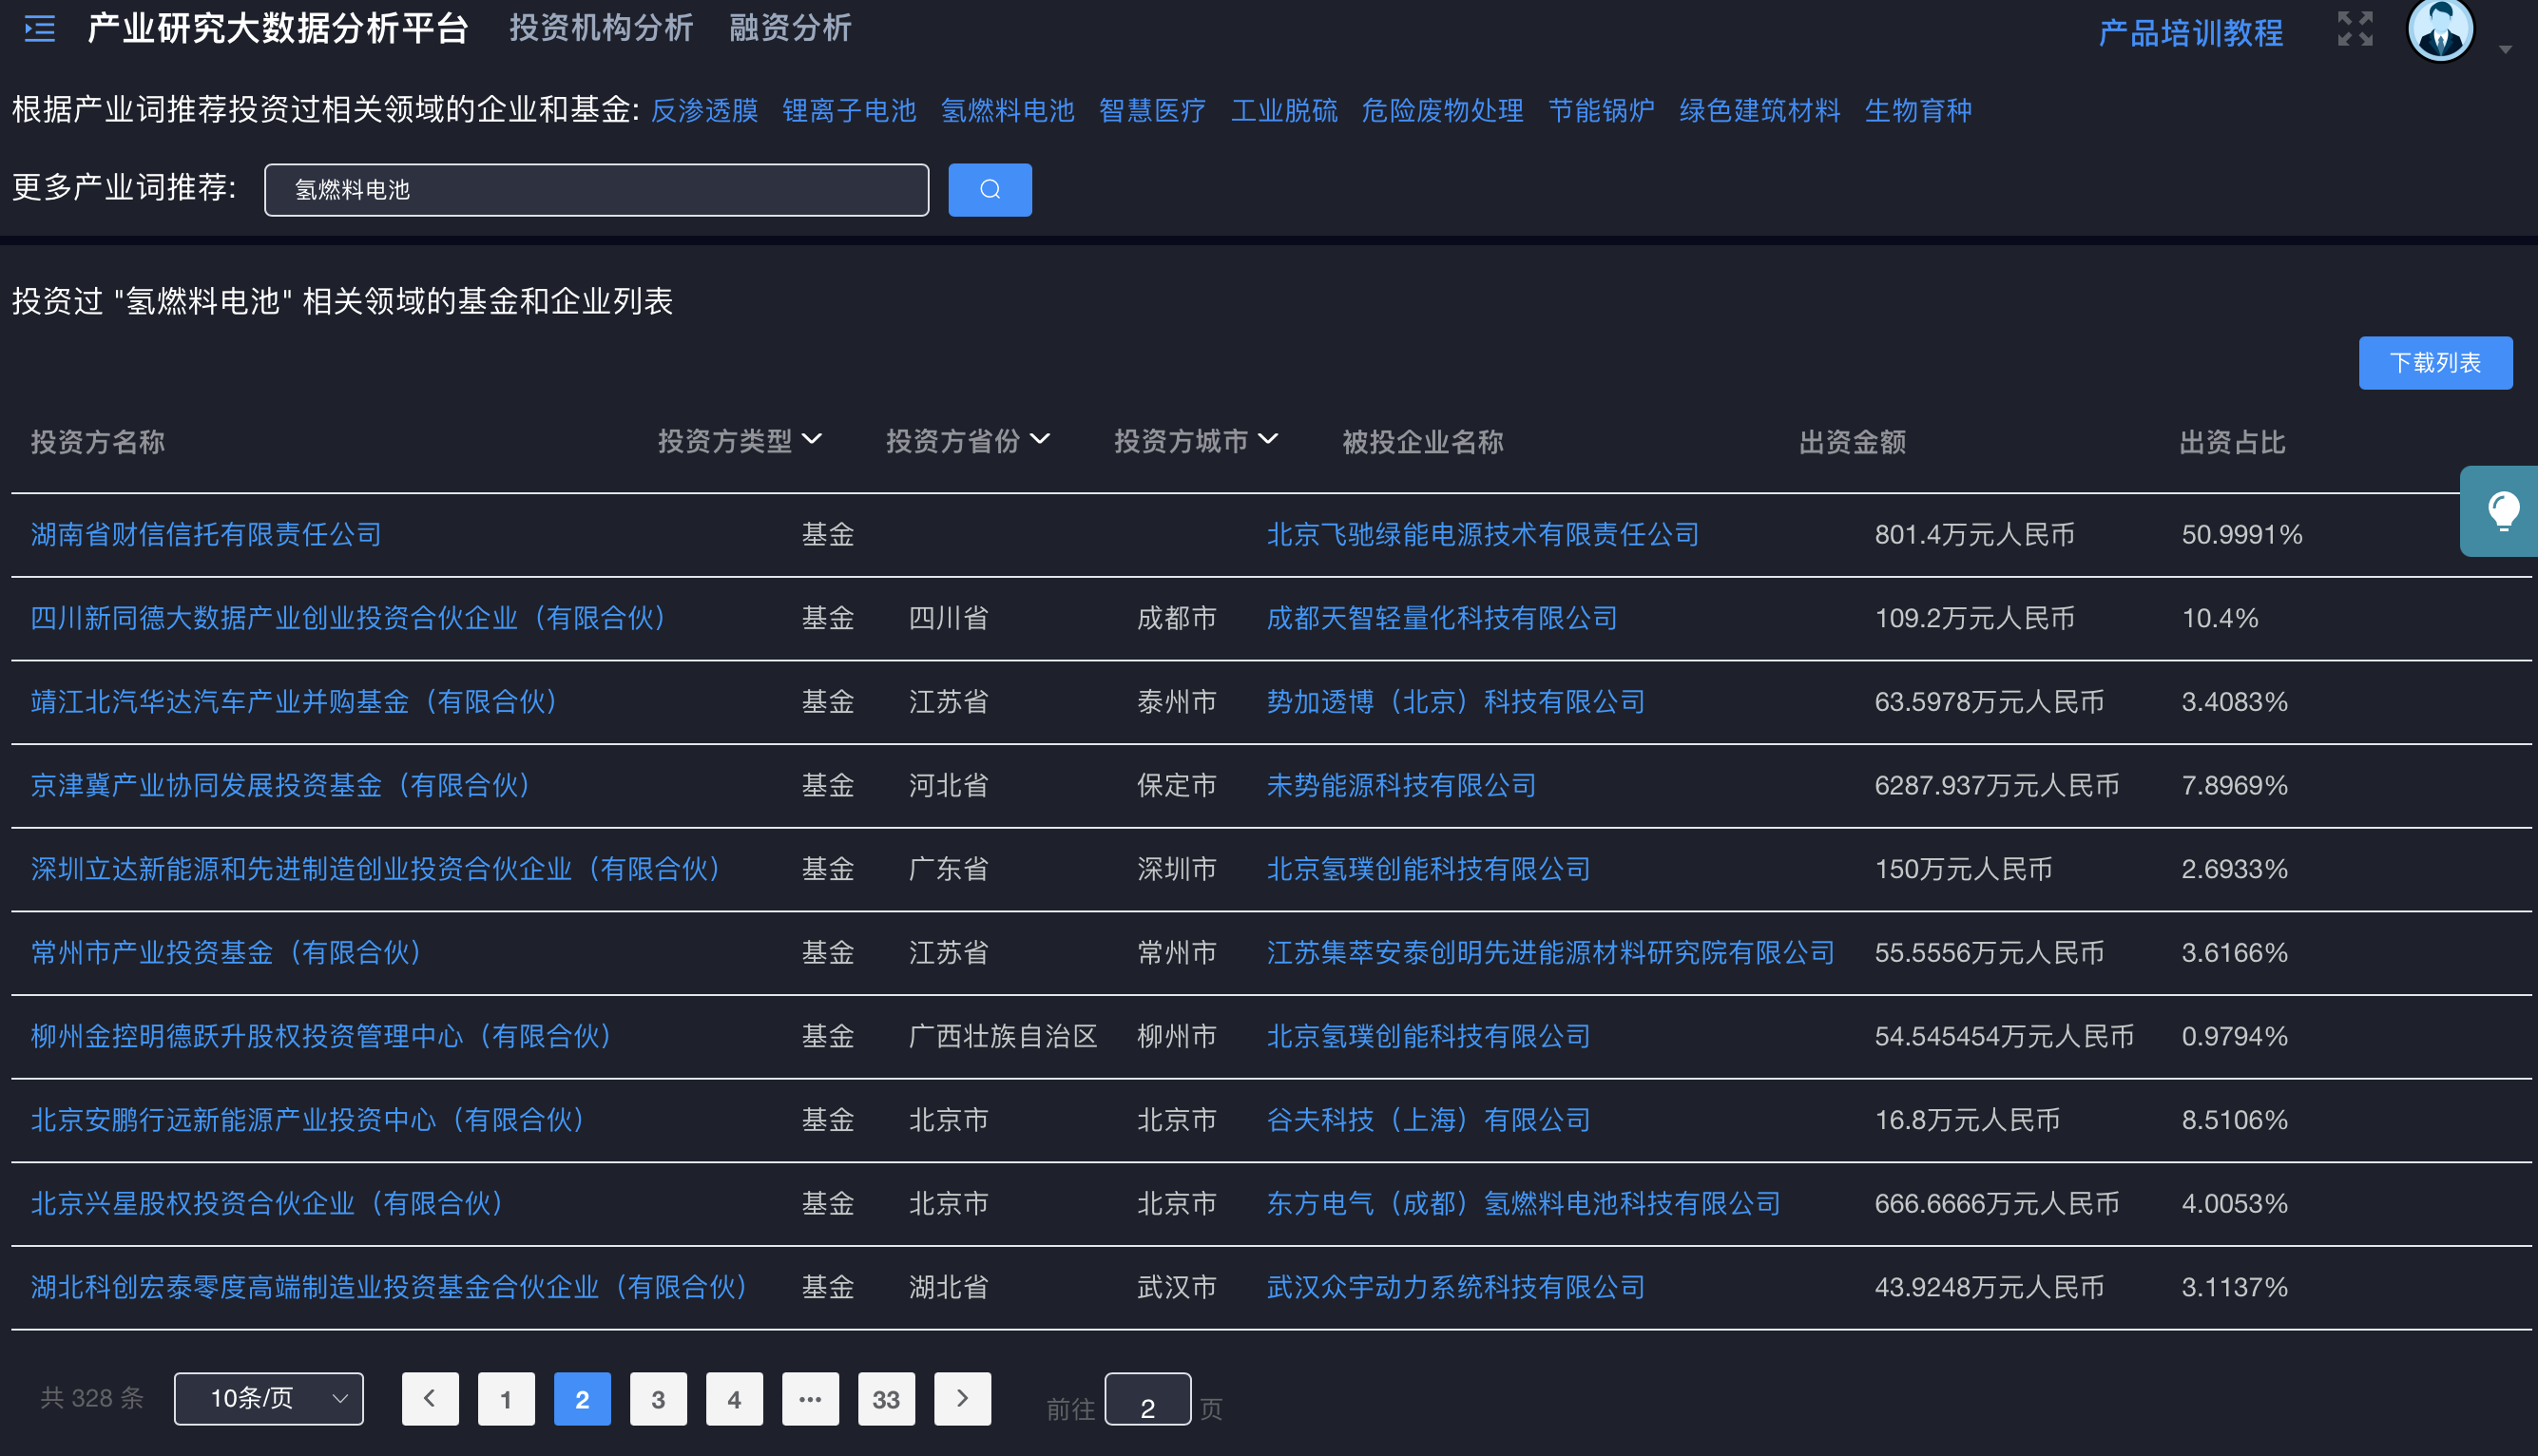 产业研究大数据分析平台 投资机构分析 融资分析 产品培训教程
根据产业词推荐投资过相关领域的企业和基金: 反渗透膜 锂离子电池 氢燃料电池 智慧医疗 工业脱硫 危险废物处理 节能锅炉 绿色建筑材料 生物育种
更多产业词推荐: 氢燃料电池
投资过 "氢燃料电池" 相关领域的基金和企业列表
下载列表
投资方名称 投资方类型 投资方省份 投资方城市 被投企业名称 出资金额 出资占比
湖南省财信信托有限责任公司 基金 北京飞驰绿能电源技术有限责任公司 801.4万元人民币 50.9991%
四川新同德大数据产业创业投资合伙企业（有限合伙） 基金 四川省 成都市 成都天智轻量化科技有限公司 109.2万元人民币 10.4%
靖江北汽华达汽车产业并购基金（有限合伙） 基金 江苏省 泰州市 势加透博（北京）科技有限公司 63.5978万元人民币 3.4083%
京津冀产业协同发展投资基金（有限合伙） 基金 河北省 保定市 未势能源科技有限公司 6287.937万元人民币 7.8969%
深圳立达新能源和先进制造创业投资合伙企业（有限合伙） 基金 广东省 深圳市 北京氢璞创能科技有限公司 150万元人民币 2.6933%
常州市产业投资基金（有限合伙） 基金 江苏省 常州市 江苏集萃安泰创明先进能源材料研究院有限公司 55.5556万元人民币 3.6166%
柳州金控明德跃升股权投资管理中心（有限合伙） 基金 广西壮族自治区 柳州市 北京氢璞创能科技有限公司 54.545454万元人民币 0.9794%
北京安鹏行远新能源产业投资中心（有限合伙） 基金 北京市 北京市 谷夫科技（上海）有限公司 16.8万元人民币 8.5106%
北京兴星股权投资合伙企业（有限合伙） 基金 北京市 北京市 东方电气（成都）氢燃料电池科技有限公司 666.6666万元人民币 4.0053%
湖北科创宏泰零度高端制造业投资基金合伙企业（有限合伙） 基金 湖北省 武汉市 武汉众宇动力系统科技有限公司 43.9248万元人民币 3.1137%
共 328 条 10条/页 1 2 3 4 ••• 33 前往 2 页